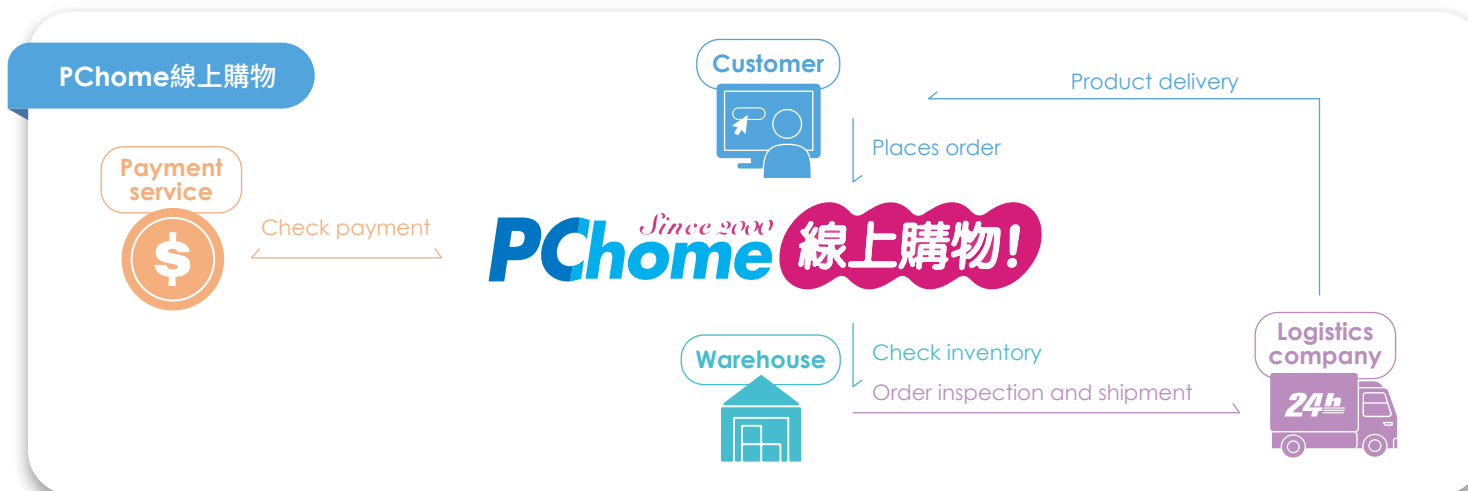 PChome線上購物
Customer
Product delivery
Places order
Payment
service
Check payment
Since 2000
PChome 線上購物!
Warehouse
Check inventory
Order inspection and shipment
Logistics
company
24h